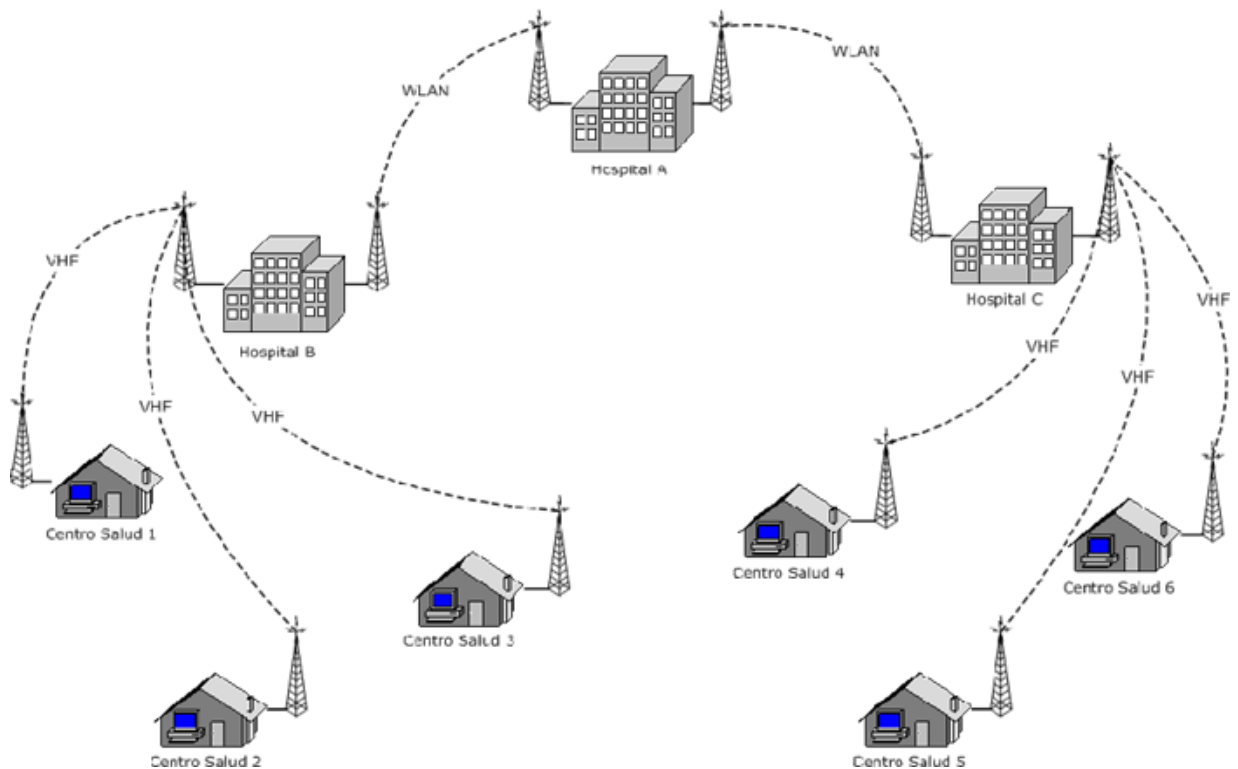 WLAN
WLAN
Hospital A
VHF
Hospital B
Hospital C
VHF
VHF
VHF
VHF
VHF
Centro Salud 1
Centro Salud 2
Centro Salud 3
Centro Salud 4
Centro Salud 5
Centro Salud 6